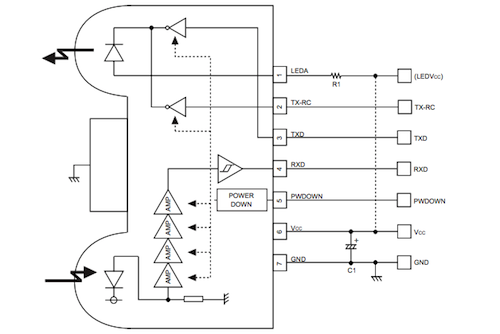 1 LEDA R1 (LEDVcc)
2 TX-RC TX-RC
3 TXD TXD
4 RXD RXD
AMP
POWER DOWN
5 PWDOWN PWDOWN
AMP
6 Vcc + Vcc
AMP
7 GND C1 GND
AMP